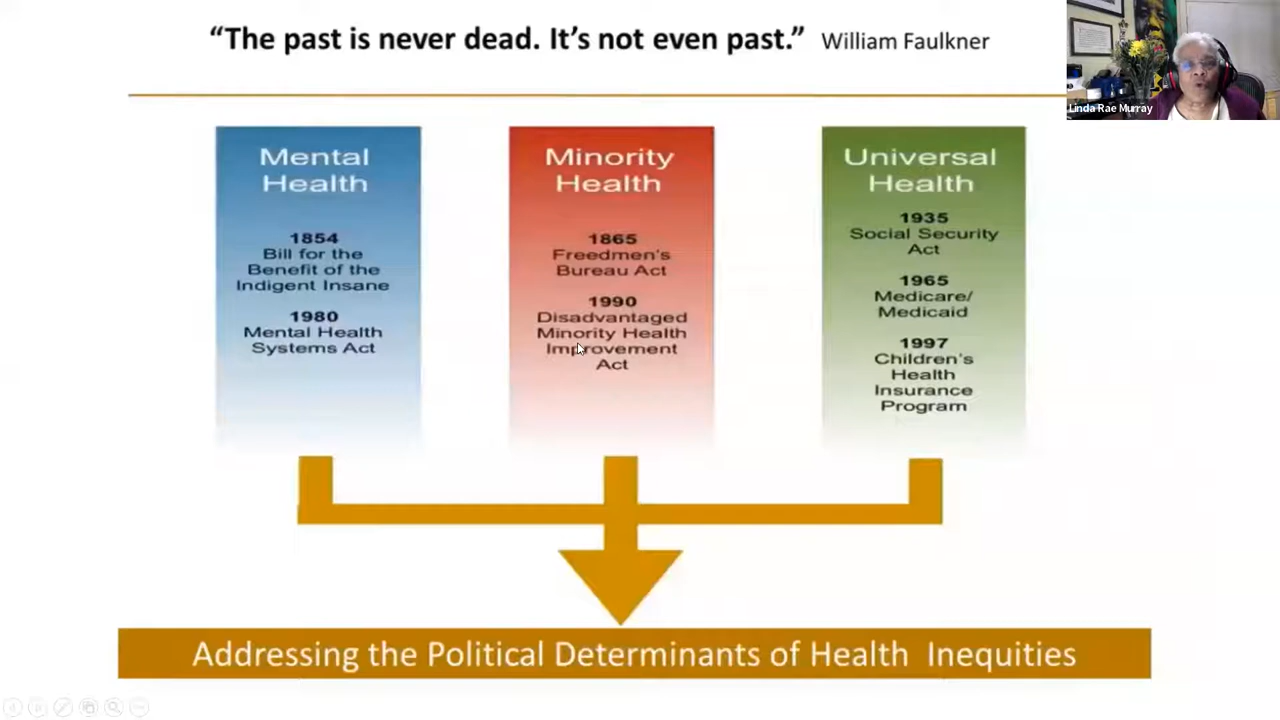 “The past is never dead. It’s not even past.” William Faulkner
Linda Rae Murray
Mental
Health
1854
Bill for the
Benefit of the
Indigent Insane
1980
Mental Health
Systems Act
Minority
Health
1865
Freedmen’s
Bureau Act
1990
Disadvantaged
Minority Health
Improvement
Act
Universal
Health
1935
Social Security
Act
1965
Medicare/
Medicaid
1997
Children’s
Health
Insurance
Program
Addressing the Political Determinants of Health Inequities